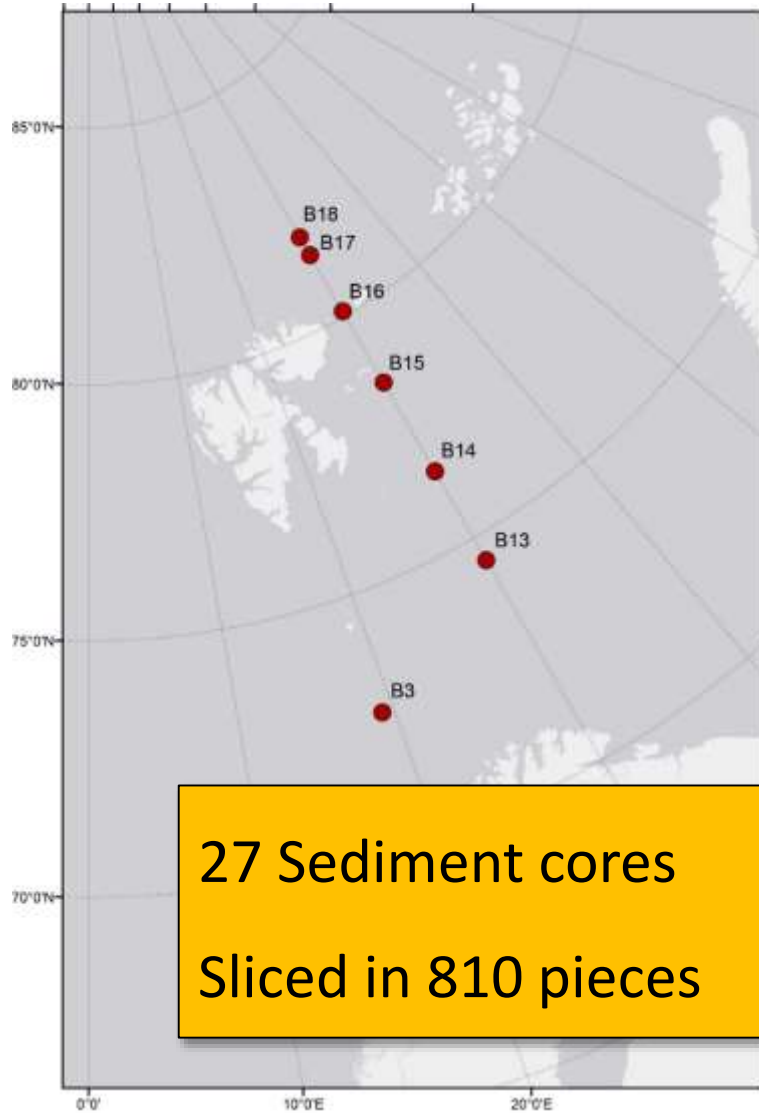 85°0'N
B18
B17
B16
B15
80°0'N
B14
B13
75°0'N
B3
27 Sediment cores
70°0'N
Sliced in 810 pieces
0°0'
10°0'E
20°0'E